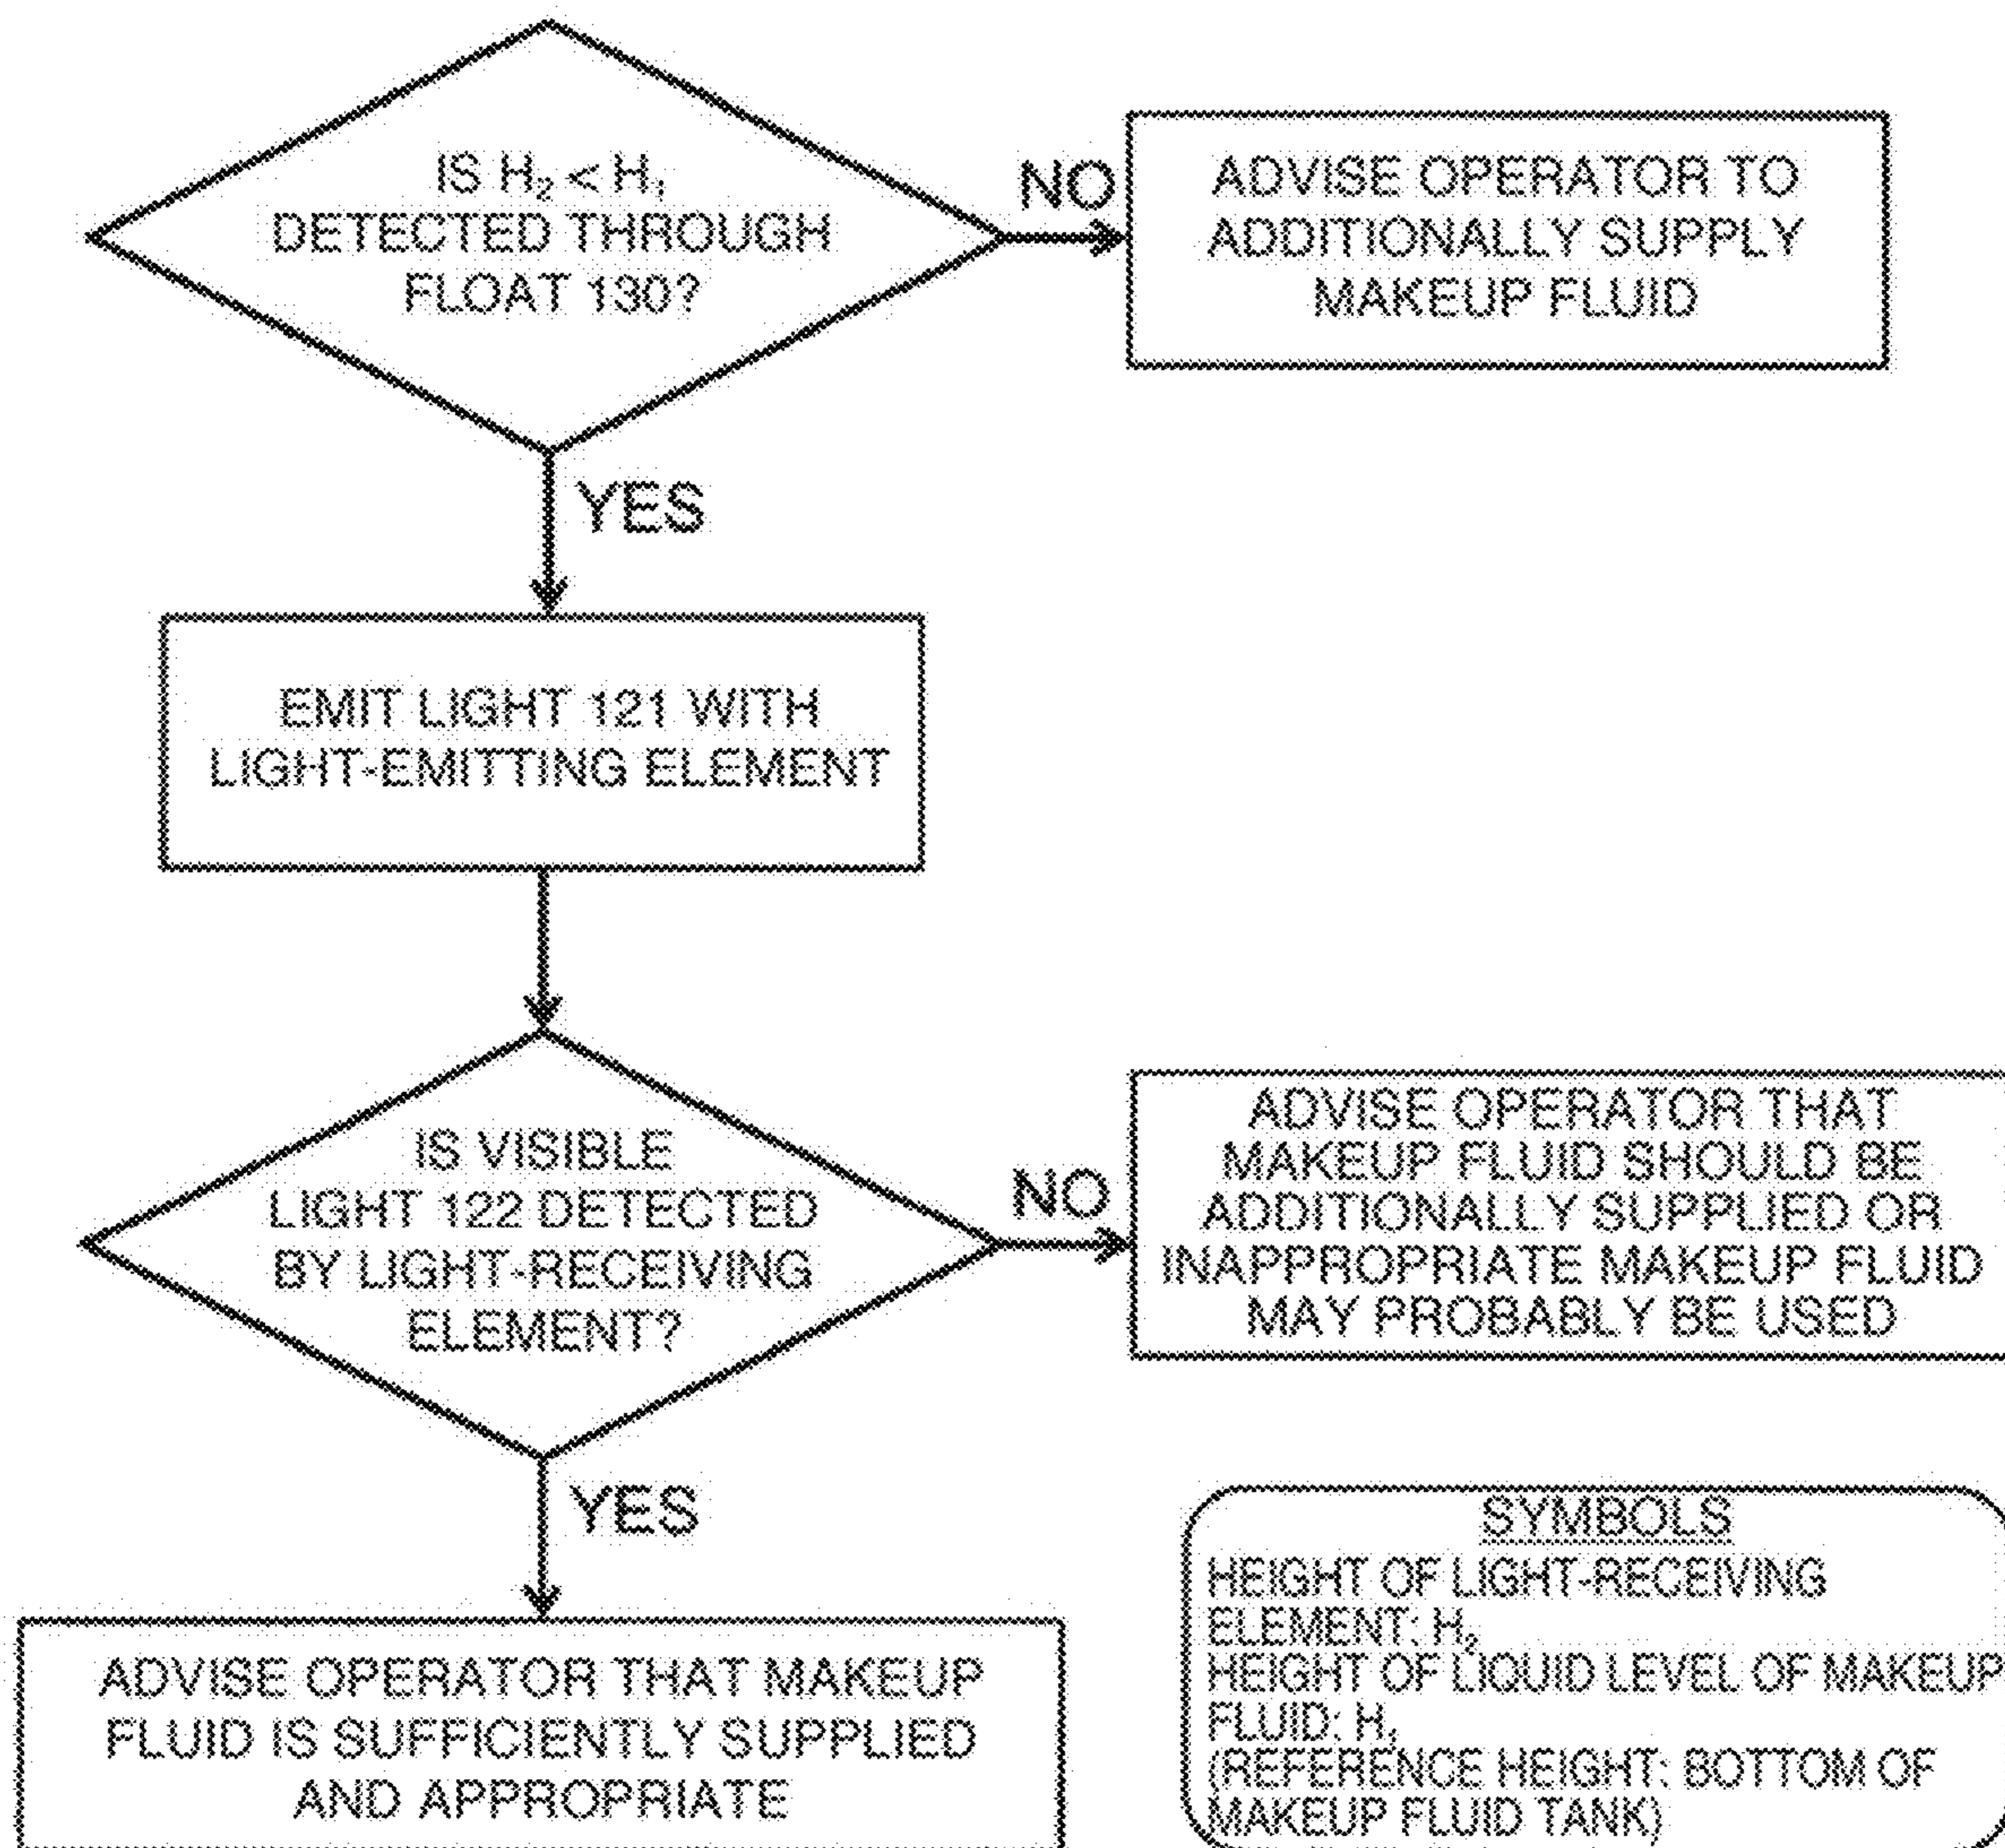 IS H₂ < H₁
DETECTED THROUGH
FLOAT 130?
NO
ADVISE OPERATOR TO
ADDITIONALLY SUPPLY
MAKEUP FLUID
YES
EMIT LIGHT 121 WITH
LIGHT-EMITTING ELEMENT
IS VISIBLE
LIGHT 122 DETECTED
BY LIGHT-RECEIVING
ELEMENT?
NO
ADVISE OPERATOR THAT
MAKEUP FLUID SHOULD BE
ADDITIONALLY SUPPLIED OR
INAPPROPRIATE MAKEUP FLUID
MAY PROBABLY BE USED
YES
ADVISE OPERATOR THAT MAKEUP
FLUID IS SUFFICIENTLY SUPPLIED
AND APPROPRIATE
SYMBOLS
HEIGHT OF LIGHT-RECEIVING
ELEMENT: H₂
HEIGHT OF LIQUID LEVEL OF MAKEUP
FLUID: H₁
(REFERENCE HEIGHT: BOTTOM OF
MAKEUP FLUID TANK)